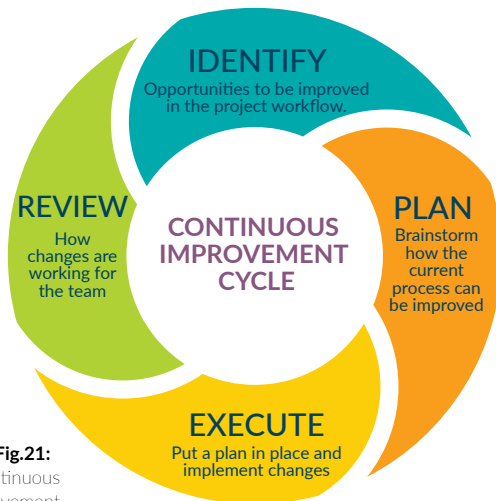 IDENTIFY
Opportunities to be improved
in the project workflow.
PLAN
Brainstorm
how the
current
process can
be improved
EXECUTE
Put a plan in place and
implement changes
REVIEW
How
changes are
working for
the team
CONTINUOUS
IMPROVEMENT
CYCLE
Fig.21: